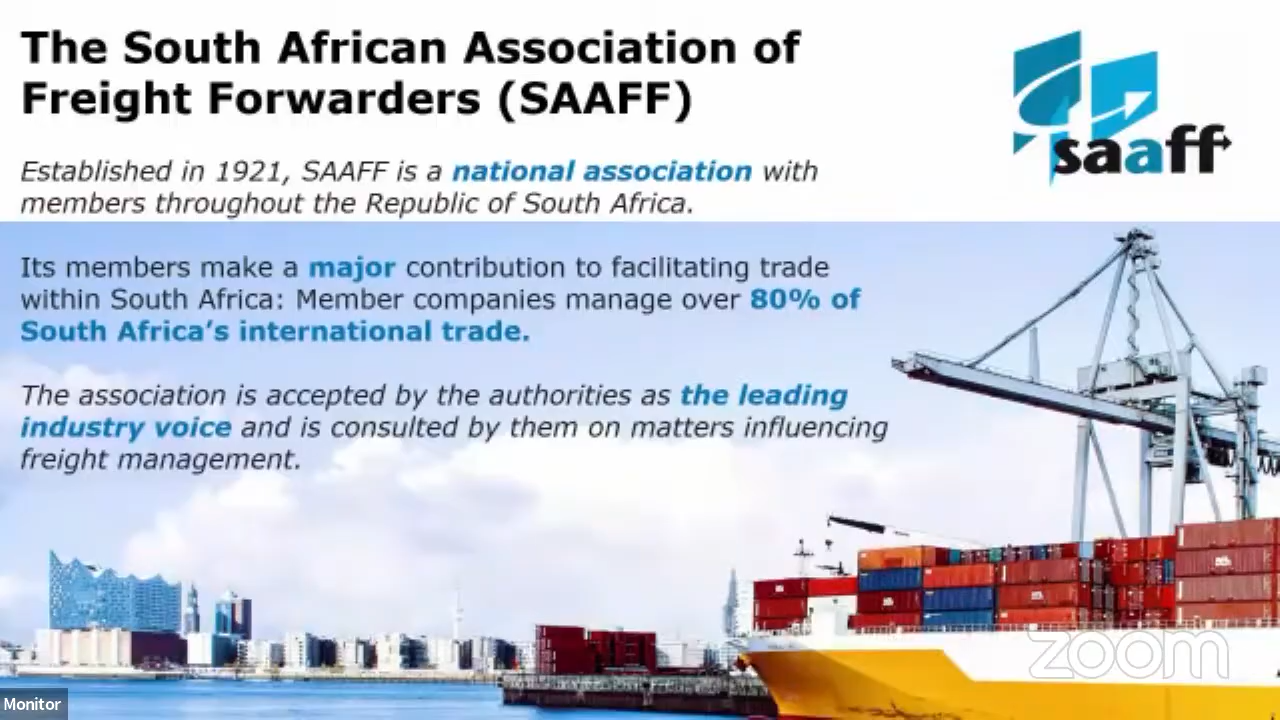 The South African Association of
Freight Forwarders (SAAFF)
saaff
Established in 1921, SAAFF is a national association with
members throughout the Republic of South Africa.
Its members make a major contribution to facilitating trade
within South Africa: Member companies manage over 80% of
South Africa’s international trade.
The association is accepted by the authorities as the leading
industry voice and is consulted by them on matters influencing
freight management.
zoom
Monitor